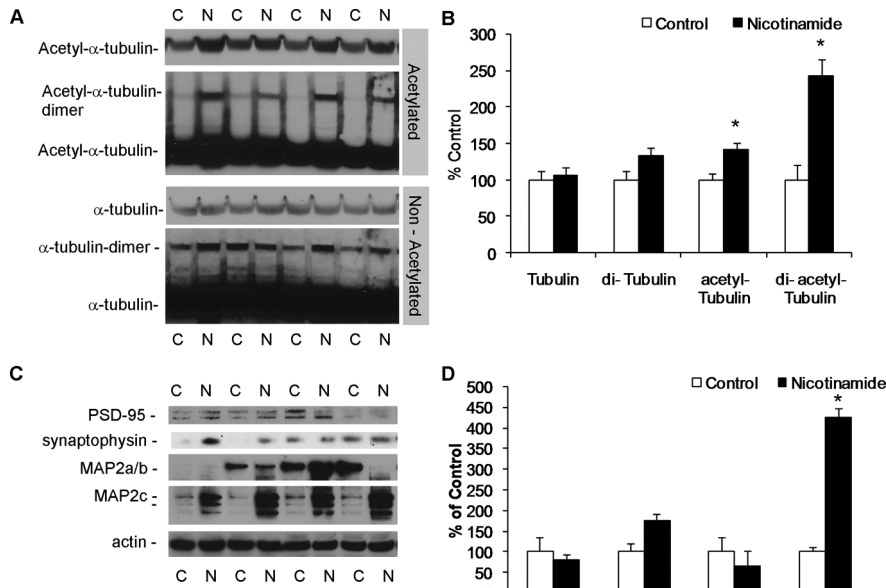 A
C N C N C N C N
Acetyl-α-tubulin-
Acetyl-α-tubulin-
dimer
Acetyl-α-tubulin-
Acetylated
α-tubulin-
α-tubulin-dimer -
α-tubulin-
Non - Acetylated
C N C N C N C N
B
Control Nicotinamide
% Control
300
250
200
150
100
50
0
*
*
Tubulin di- Tubulin acetyl-Tubulin di- acetyl-Tubulin
C
C N C N C N C N
PSD-95 -
synaptophysin -
MAP2a/b -
MAP2c -
-
actin -
C N C N C N C N
D
Control Nicotinamide
% of Control
500
450
400
350
300
250
200
150
100
50
*